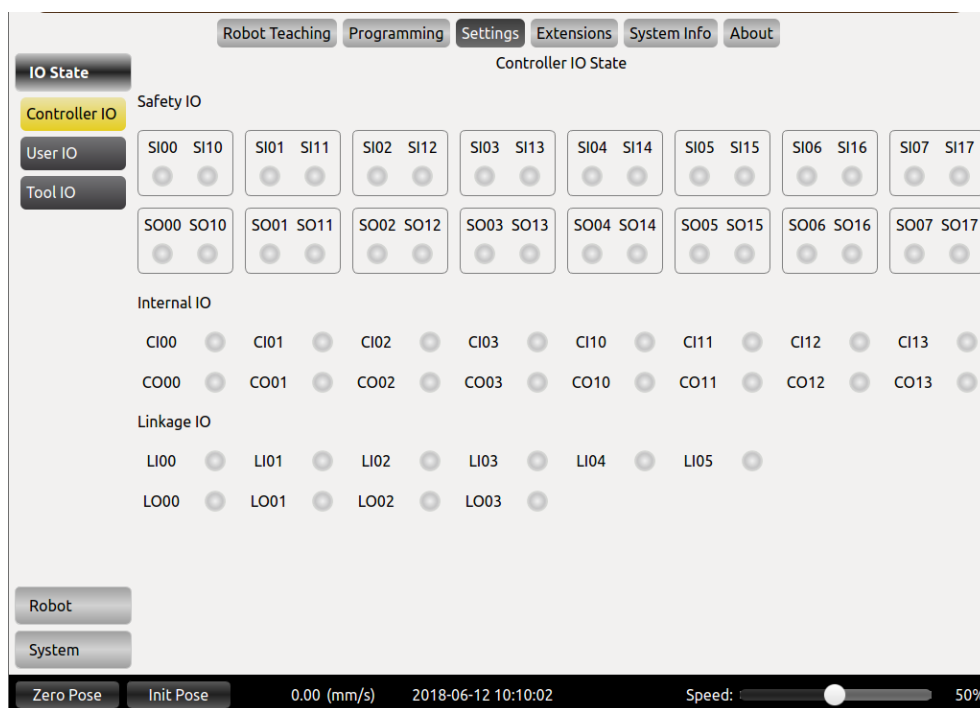 Robot Teaching Programming Settings Extensions System Info About
Controller IO State
IO State
Controller IO
User IO
Tool IO
Safety IO
SI00 SI10 SI01 SI11 SI02 SI12 SI03 SI13 SI04 SI14 SI05 SI15 SI06 SI16 SI07 SI17
SO00 SO10 SO01 SO11 SO02 SO12 SO03 SO13 SO04 SO14 SO05 SO15 SO06 SO16 SO07 SO17
Internal IO
CI00 CI01 CI02 CI03 CI10 CI11 CI12 CI13
CO00 CO01 CO02 CO03 CO10 CO11 CO12 CO13
Linkage IO
LI00 LI01 LI02 LI03 LI04 LI05
LO00 LO01 LO02 LO03
Robot
System
Zero Pose Init Pose 0.00 (mm/s) 2018-06-12 10:10:02 Speed: 50%